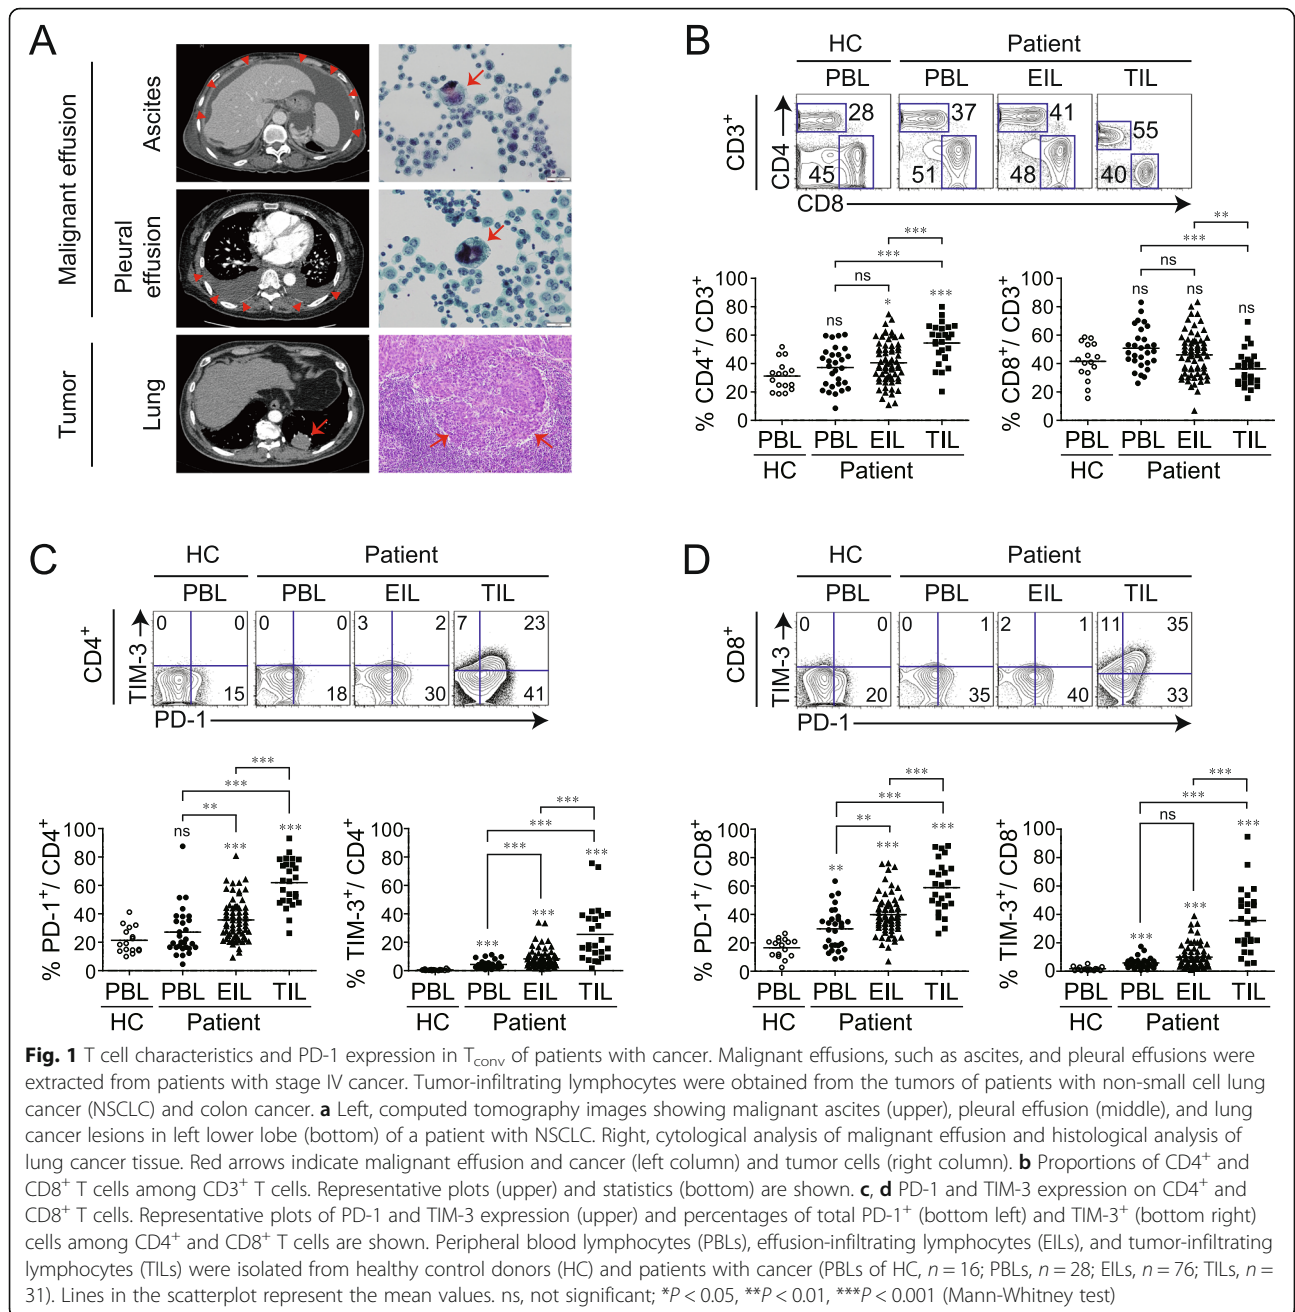 A
Malignant effusion
Ascites
Pleural
effusion
Tumor
Lung
B
HC Patient
PBL PBL EIL TIL
CD3⁺
CD4
28 37 41 55
45 51 48 40
CD8
% CD4⁺/ CD3⁺
100
80
60
40
20
0
ns * ***
ns *** ***
PBL PBL EIL TIL
HC Patient
% CD8⁺/ CD3⁺
100
80
60
40
20
0
ns ns ns
ns *** **
PBL PBL EIL TIL
HC Patient
C
HC Patient
PBL PBL EIL TIL
CD4⁺
TIM-3
0 0 0 0 3 2 7 23
15 18 30 41
PD-1
% PD-1⁺/ CD4⁺
100
80
60
40
20
0
ns *** ***
** *** ***
PBL PBL EIL TIL
HC Patient
% TIM-3⁺/ CD4⁺
100
80
60
40
20
0
*** *** ***
*** *** ***
PBL PBL EIL TIL
HC Patient
D
HC Patient
PBL PBL EIL TIL
CD8⁺
TIM-3
0 0 0 1 2 1 11 35
20 35 40 33
PD-1
% PD-1⁺/ CD8⁺
100
80
60
40
20
0
** *** ***
** *** ***
PBL PBL EIL TIL
HC Patient
% TIM-3⁺/ CD8⁺
100
80
60
40
20
0
*** *** ***
ns *** ***
PBL PBL EIL TIL
HC Patient
Fig. 1 T cell characteristics and PD-1 expression in Tconv of patients with cancer. Malignant effusions, such as ascites, and pleural effusions were
extracted from patients with stage IV cancer. Tumor-infiltrating lymphocytes were obtained from the tumors of patients with non-small cell lung
cancer (NSCLC) and colon cancer. a Left, computed tomography images showing malignant ascites (upper), pleural effusion (middle), and lung
cancer lesions in left lower lobe (bottom) of a patient with NSCLC. Right, cytological analysis of malignant effusion and histological analysis of
lung cancer tissue. Red arrows indicate malignant effusion and cancer (left column) and tumor cells (right column). b Proportions of CD4⁺ and
CD8⁺ T cells among CD3⁺ T cells. Representative plots (upper) and statistics (bottom) are shown. c, d PD-1 and TIM-3 expression on CD4⁺ and
CD8⁺ T cells. Representative plots of PD-1 and TIM-3 expression (upper) and percentages of total PD-1⁺ (bottom left) and TIM-3⁺ (bottom right)
cells among CD4⁺ and CD8⁺ T cells are shown. Peripheral blood lymphocytes (PBLs), effusion-infiltrating lymphocytes (EILs), and tumor-infiltrating
lymphocytes (TILs) were isolated from healthy control donors (HC) and patients with cancer (PBLs of HC, n = 16; PBLs, n = 28; EILs, n = 76; TILs, n =
31). Lines in the scatterplot represent the mean values. ns, not significant; *P < 0.05, **P < 0.01, ***P < 0.001 (Mann-Whitney test)